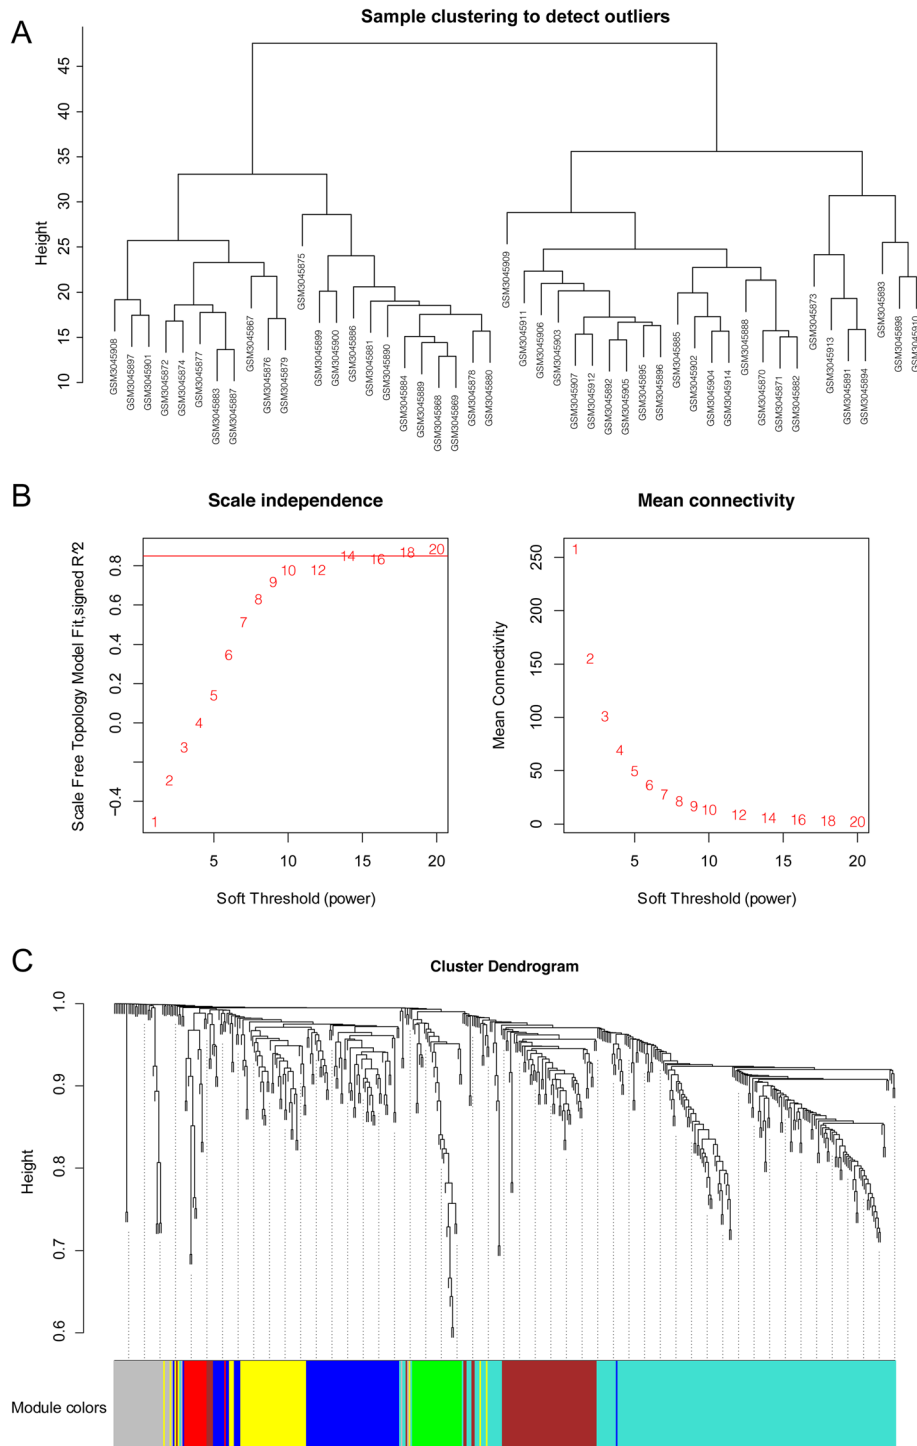 A
Sample clustering to detect outliers
Height
45
40
35
30
25
20
15
10
GSM3045908
GSM3045897
GSM3045901
GSM3045872
GSM3045874
GSM3045877
GSM3045883
GSM3045887
GSM3045867
GSM3045876
GSM3045879
GSM3045875
GSM3045899
GSM3045900
GSM3045886
GSM3045881
GSM3045890
GSM3045884
GSM3045889
GSM3045868
GSM3045869
GSM3045878
GSM3045880
GSM3045909
GSM3045911
GSM3045906
GSM3045903
GSM3045907
GSM3045912
GSM3045892
GSM3045905
GSM3045895
GSM3045896
GSM3045885
GSM3045902
GSM3045904
GSM3045914
GSM3045888
GSM3045870
GSM3045871
GSM3045882
GSM3045873
GSM3045913
GSM3045891
GSM3045894
GSM3045893
GSM3045898
GSM3045910
B
Scale independence
Scale Free Topology Model Fit,signed R^2
0.8
0.6
0.4
0.2
0.0
−0.4
1
2
3
4
5
6
7
8
9
10
12
14
16
18
20
5
10
15
20
Soft Threshold (power)
Mean connectivity
Mean Connectivity
250
200
150
100
50
0
1
2
3
4
5
6
7
8
9
10
12
14
16
18
20
5
10
15
20
Soft Threshold (power)
C
Cluster Dendrogram
Height
1.0
0.9
0.8
0.7
0.6
Module colors